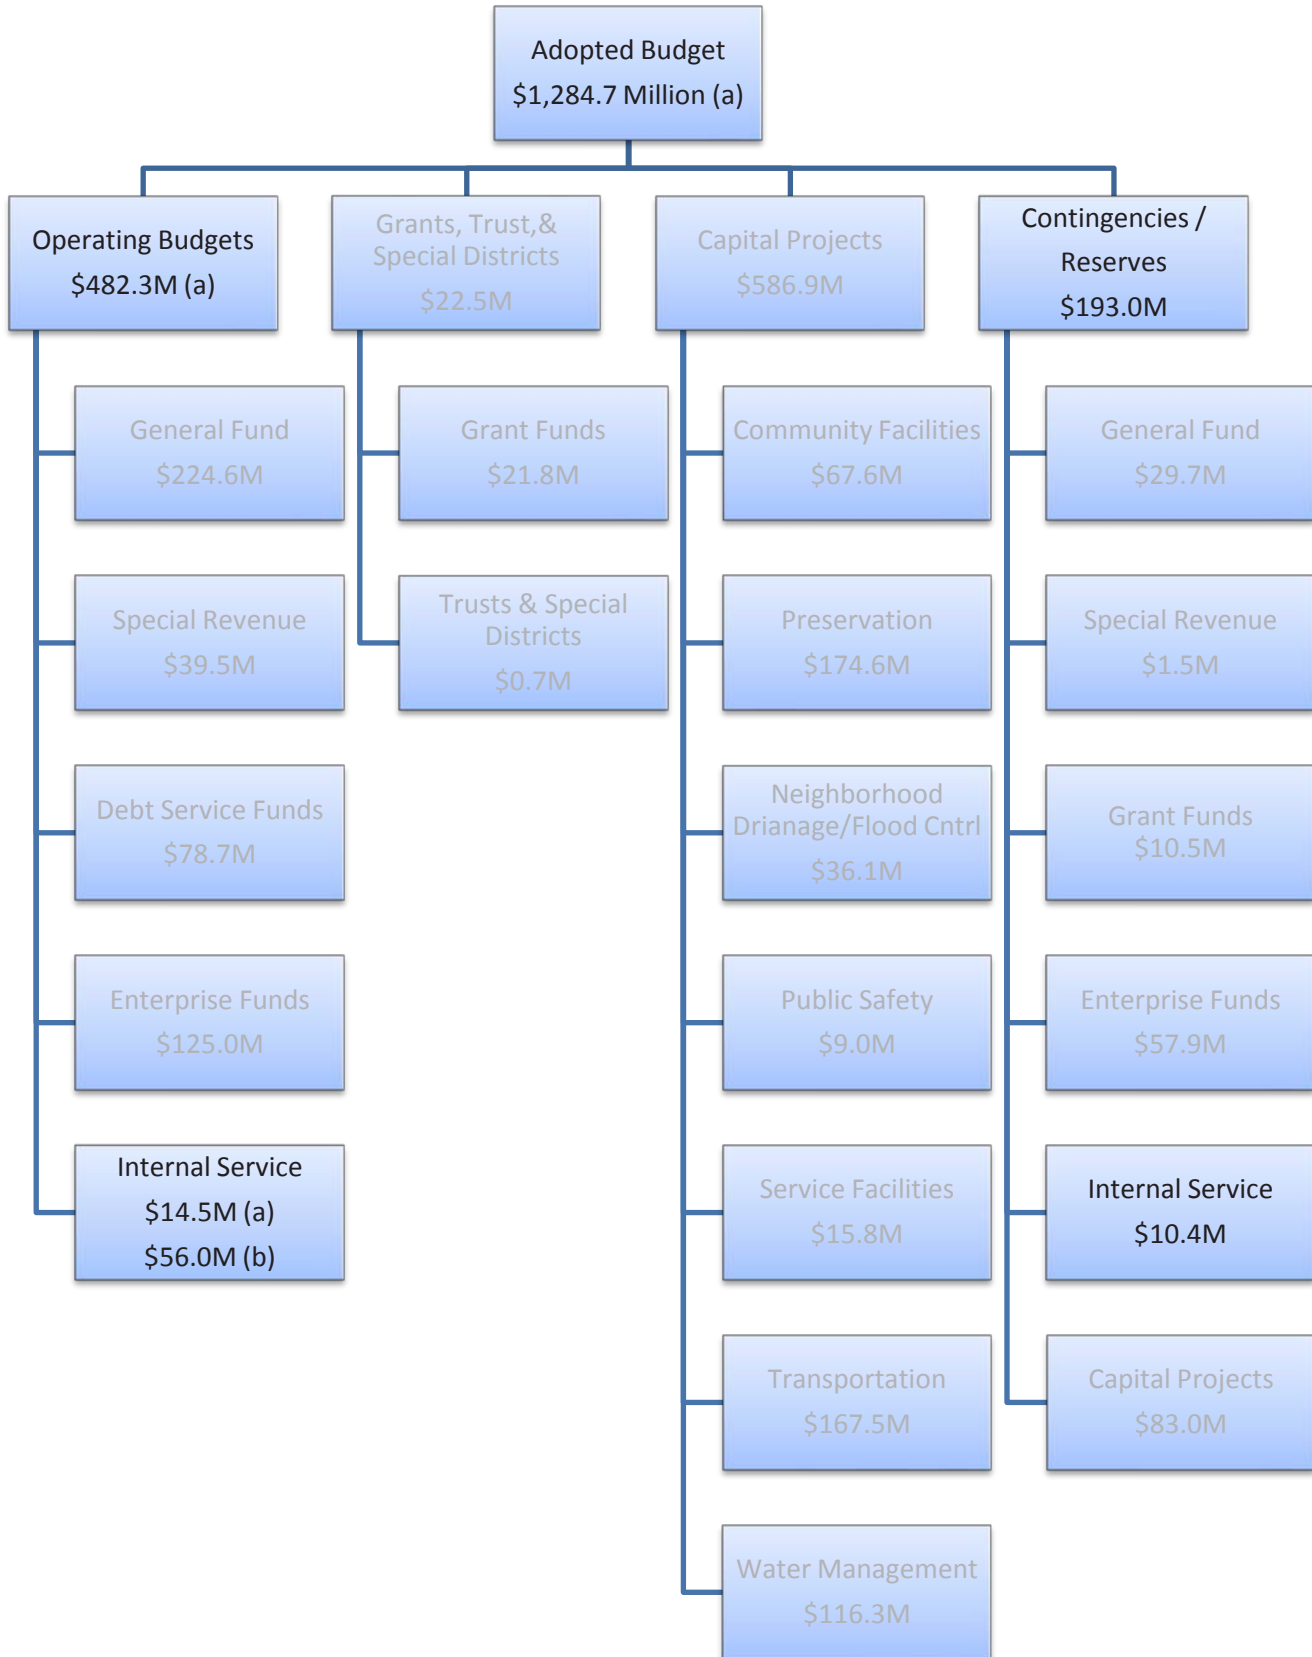 Adopted Budget
$1,284.7 Million (a)
Operating Budgets
$482.3M (a)
General Fund
$224.6M
Special Revenue
$39.5M
Debt Service Funds
$78.7M
Enterprise Funds
$125.0M
Internal Service
$14.5M (a)
$56.0M (b)
Grants, Trust,&
Special Districts
$22.5M
Grant Funds
$21.8M
Trusts & Special
Districts
$0.7M
Capital Projects
$586.9M
Community Facilities
$67.6M
Preservation
$174.6M
Neighborhood
Drianage/Flood Cntrl
$36.1M
Public Safety
$9.0M
Service Facilities
$15.8M
Transportation
$167.5M
Water Management
$116.3M
Contingencies /
Reserves
$193.0M
General Fund
$29.7M
Special Revenue
$1.5M
Grant Funds
$10.5M
Enterprise Funds
$57.9M
Internal Service
$10.4M
Capital Projects
$83.0M